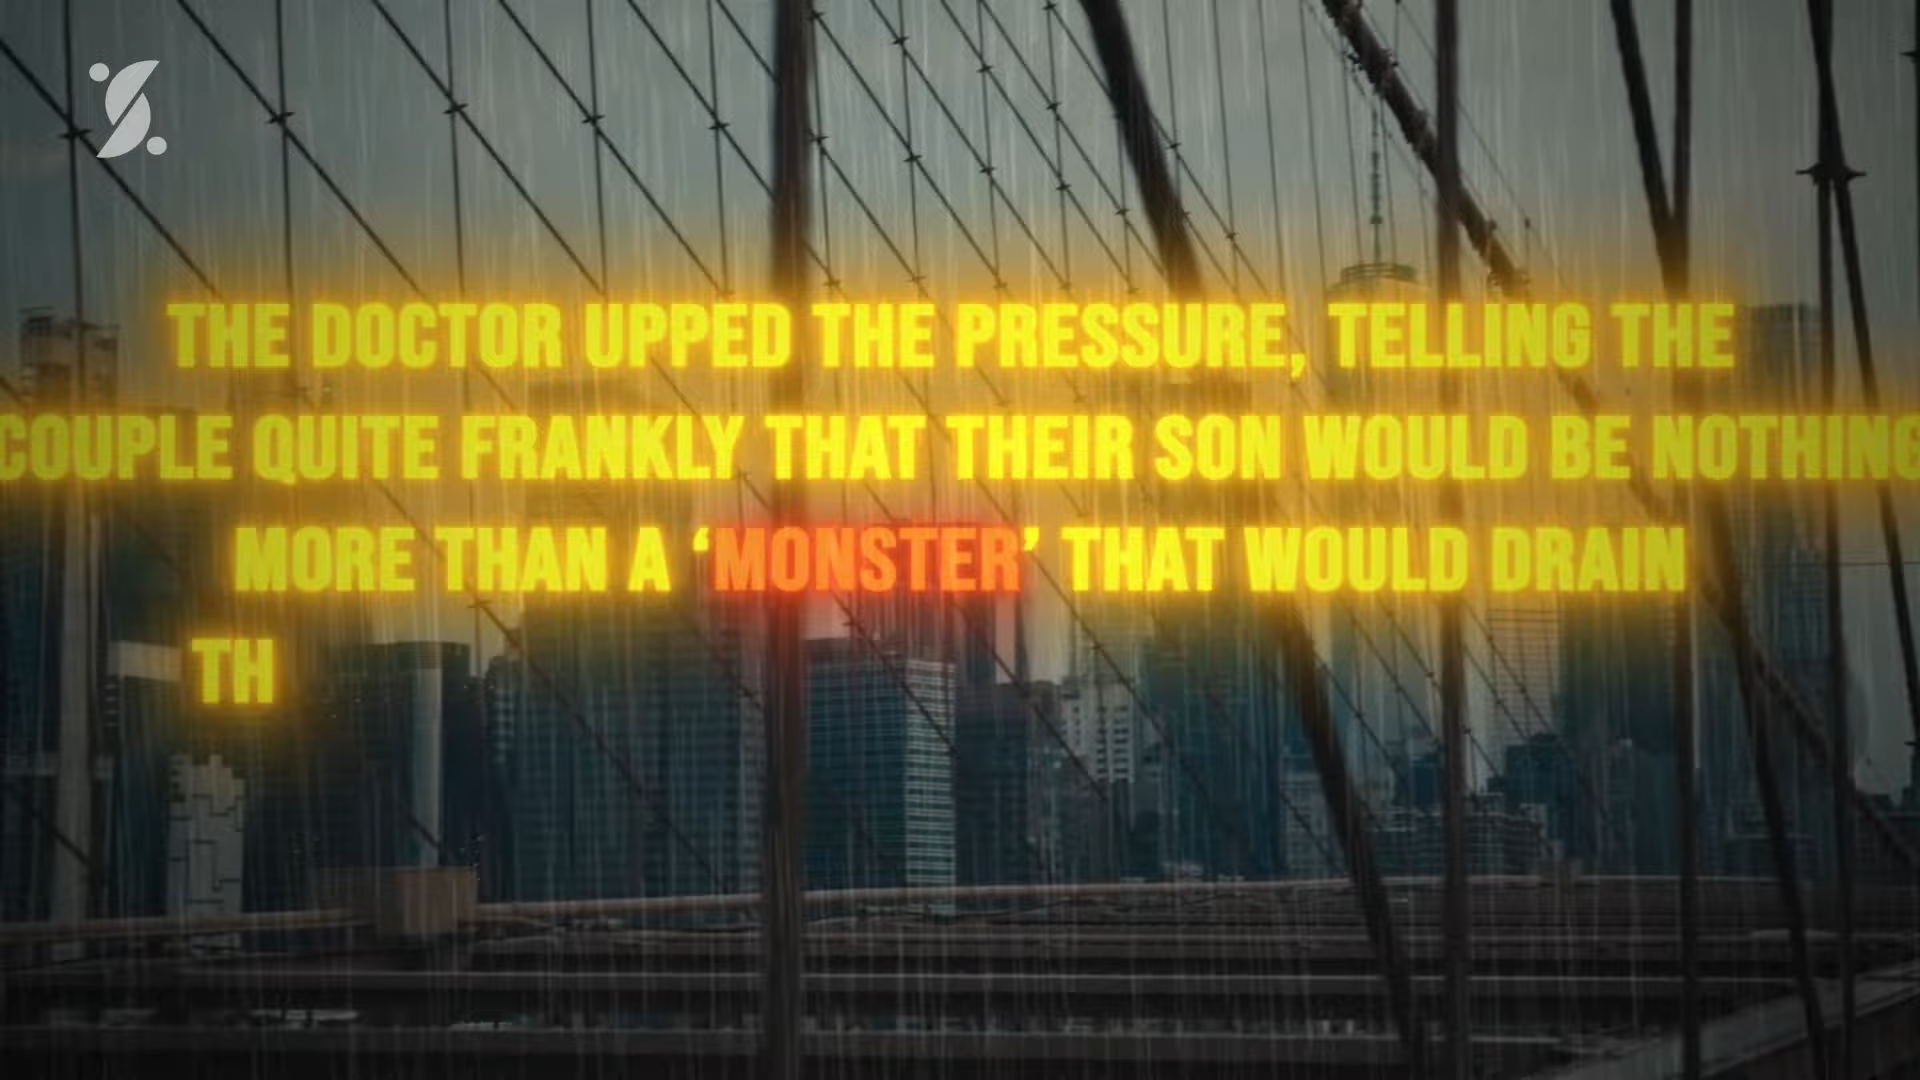 THE DOCTOR UPPED THE PRESSURE, TELLING THE
COUPLE QUITE FRANKLY THAT THEIR SON WOULD BE NOTHING
MORE THAN A ‘MONSTER’ THAT WOULD DRAIN
TH